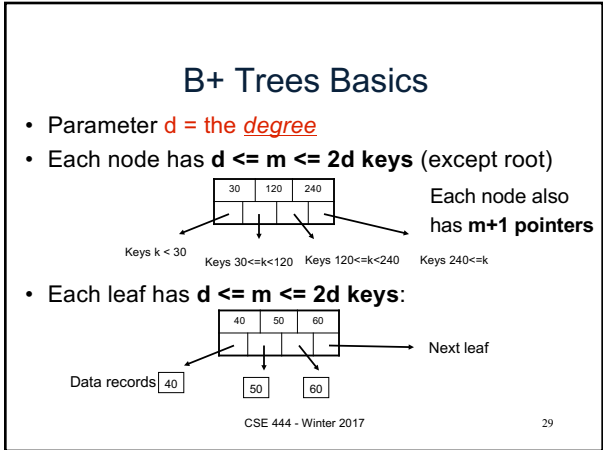 B+ Trees Basics
• Parameter d = the degree
• Each node has d <= m <= 2d keys (except root)
30 120 240
Each node also
has m+1 pointers
Keys k < 30
Keys 30<=k<120
Keys 120<=k<240
Keys 240<=k
• Each leaf has d <= m <= 2d keys:
40 50 60
Next leaf
Data records 40
50
60
CSE 444 - Winter 2017
29